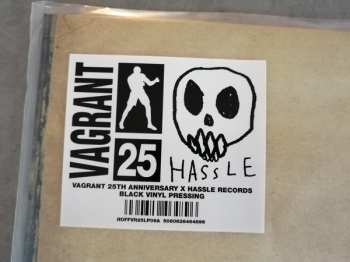 VAGRANT
25
HASSLE
VAGRANT 25TH ANNIVERSARY X HASSLE RECORDS
BLACK VINYL PRESSING